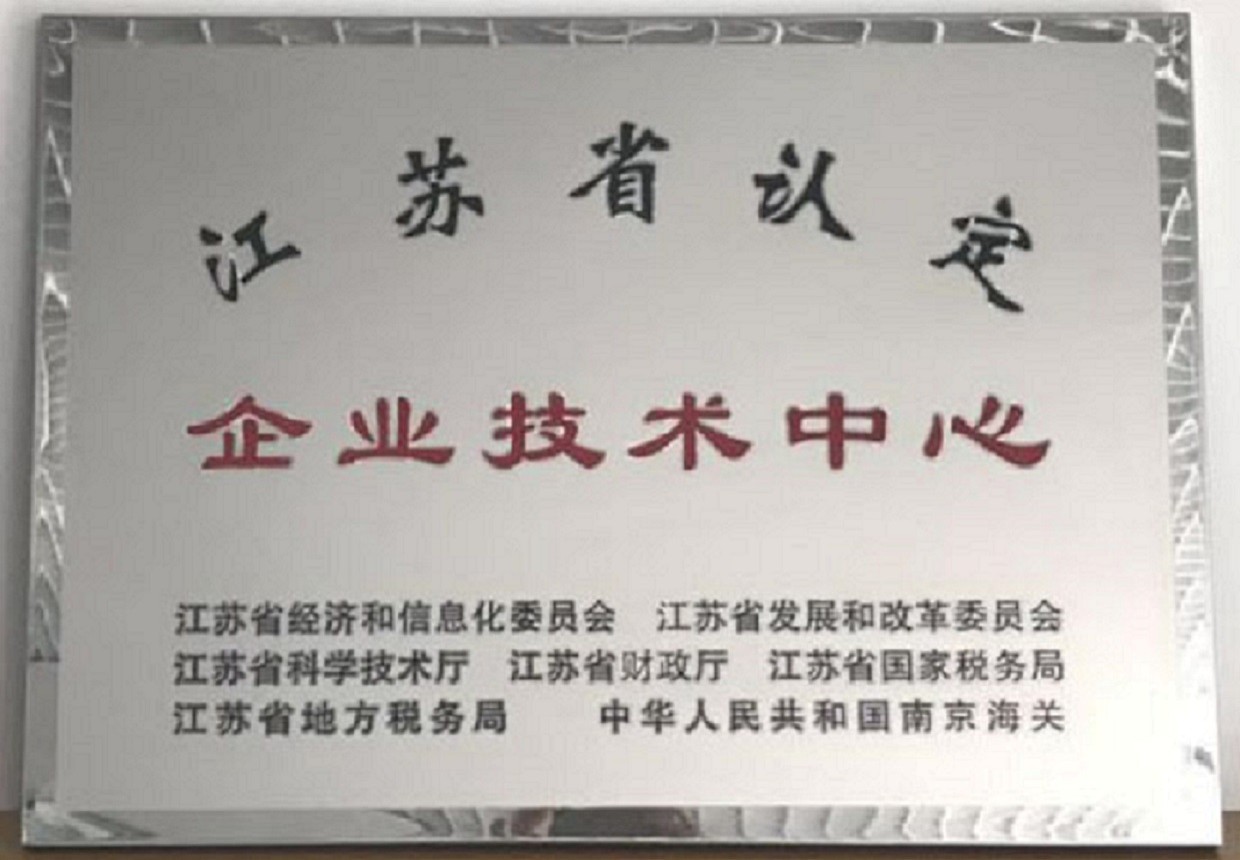 江苏省认定
企业技术中心
江苏省经济和信息化委员会 江苏省发展和改革委员会
江苏省科学技术厅 江苏省财政厅 江苏省国家税务局
江苏省地方税务局 中华人民共和国南京海关